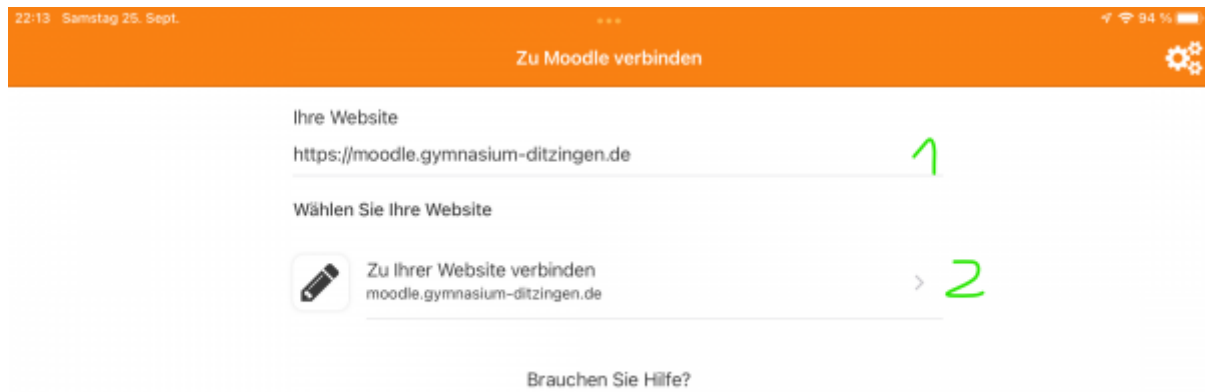 22:13 Samstag 25. Sept.
94 %
Zu Moodle verbinden
Ihre Website
https://moodle.gymnasium-ditzingen.de
1
Wählen Sie Ihre Website
Zu Ihrer Website verbinden
moodle.gymnasium-ditzingen.de
2
Brauchen Sie Hilfe?